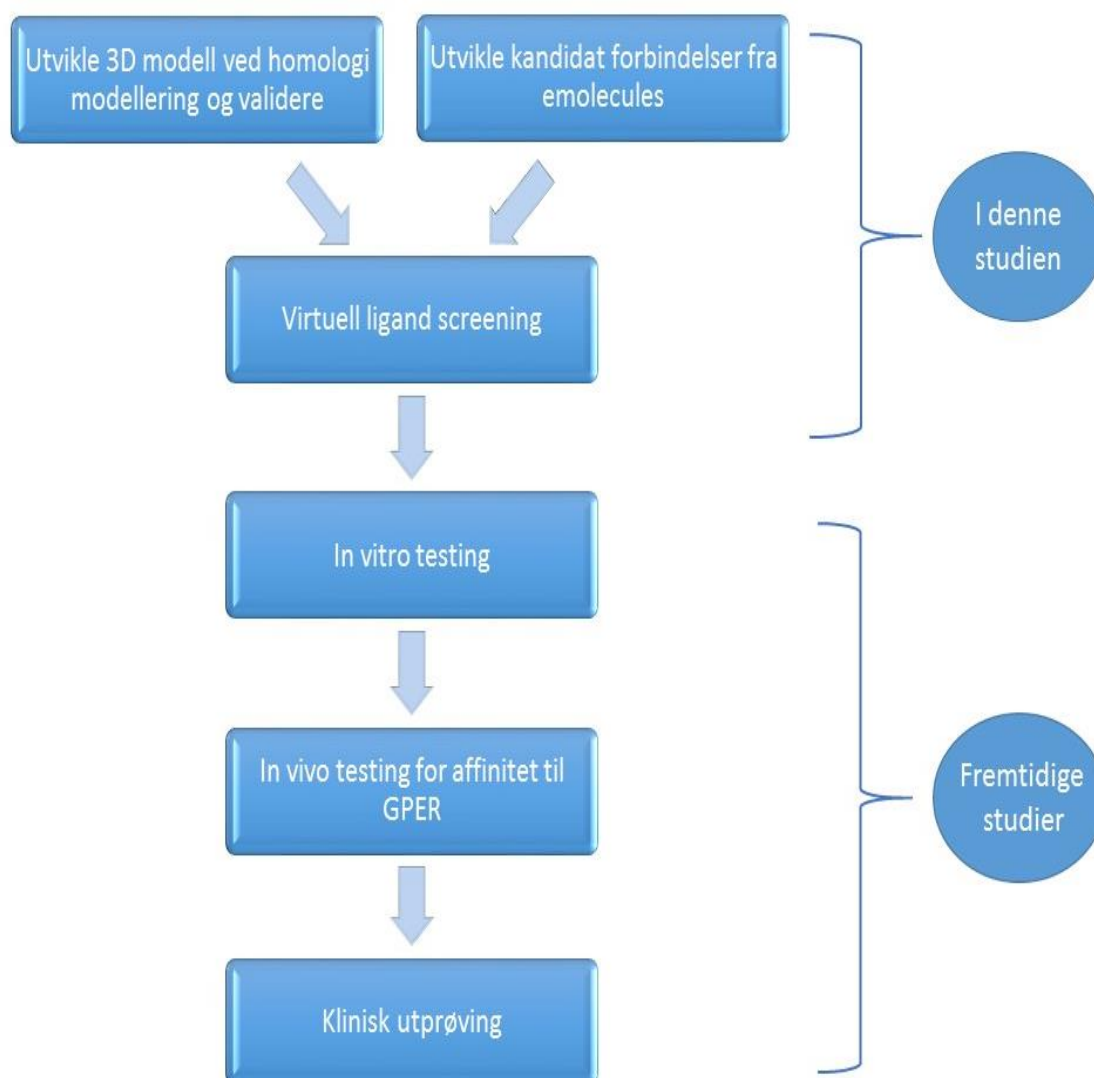 Utvikle 3D modell ved homologi
modellering og validere
Utvikle kandidat forbindelser fra
emolecules
I denne
studien
Virtuell ligand screening
In vitro testing
In vivo testing for affinitet til
GPER
Fremtidige
studier
Klinisk utprøving